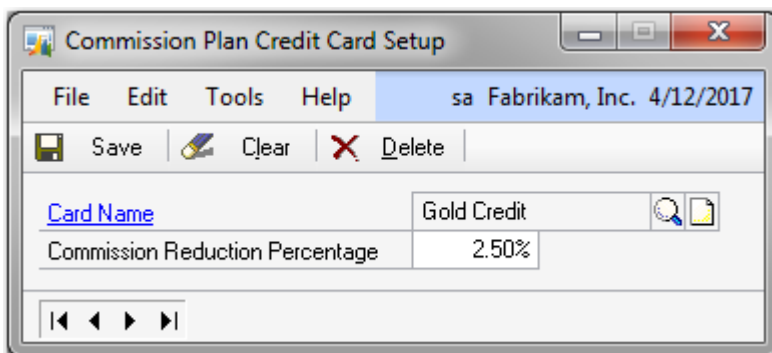 Commission Plan Credit Card Setup
File Edit Tools Help sa Fabrikam, Inc. 4/12/2017
Save Clear Delete
Card Name Gold Credit
Commission Reduction Percentage 2.50%